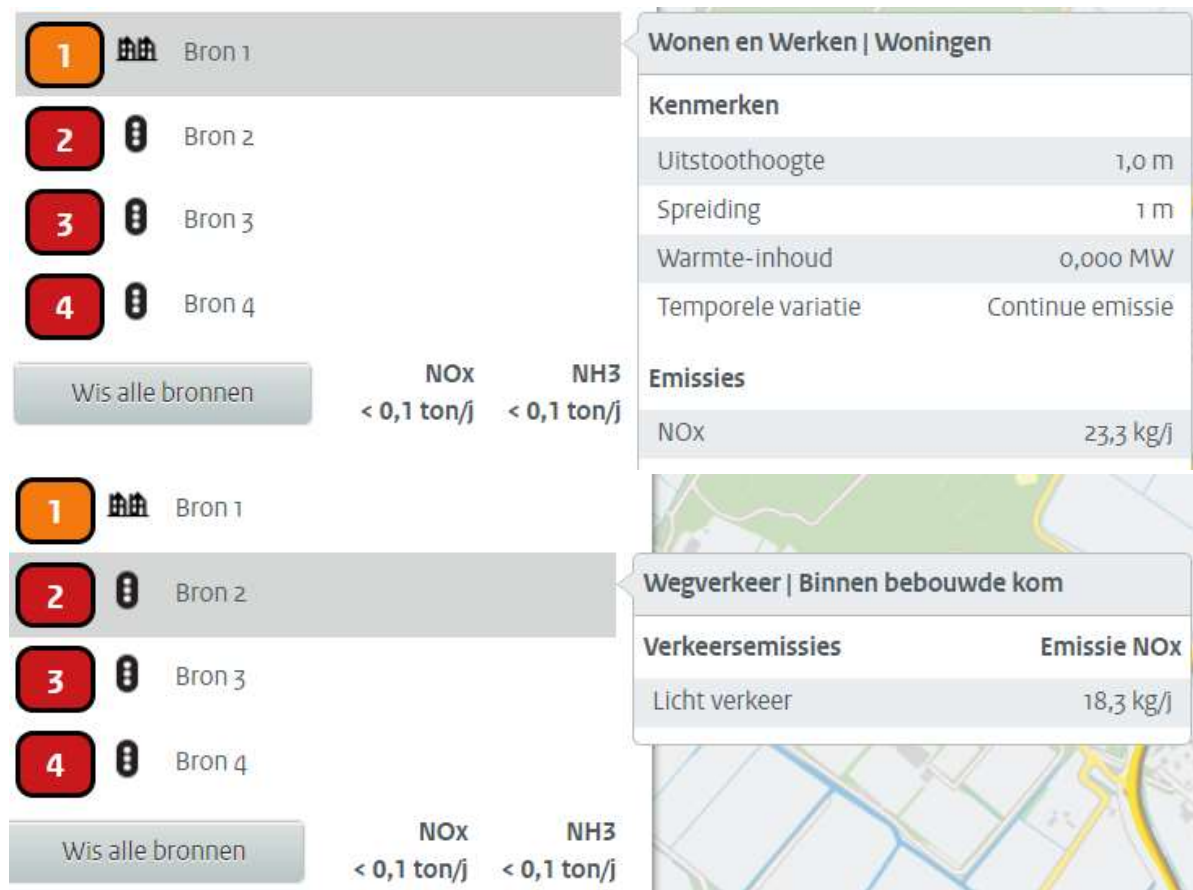 1 Bron 1
2 Bron 2
3 Bron 3
4 Bron 4
Wis alle bronnen
NOx NH3
< 0,1 ton/j < 0,1 ton/j
Wonen en Werken | Woningen
Kenmerken
Uitstoothoogte 1,0 m
Spreiding 1 m
Warmte-inhoud 0,000 MW
Temporele variatie Continue emissie
Emissies
NOx 23,3 kg/j
1 Bron 1
2 Bron 2
3 Bron 3
4 Bron 4
Wis alle bronnen
NOx NH3
< 0,1 ton/j < 0,1 ton/j
Wegverkeer | Binnen bebouwde kom
Verkeersemissies Emissie NOx
Licht verkeer 18,3 kg/j